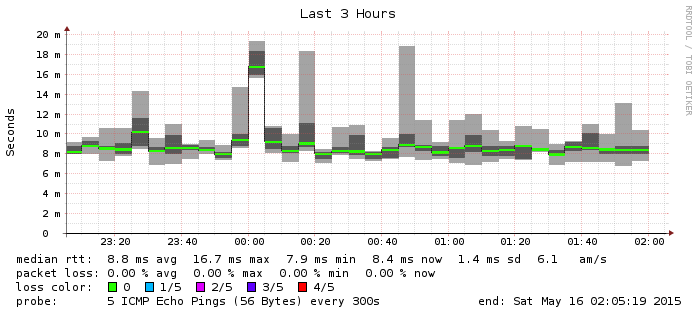 Last 3 Hours
RRDTOOL / TOBI OETIKER
Seconds
20 m
18 m
16 m
14 m
12 m
10 m
8 m
6 m
4 m
2 m
0
23:20 23:40 00:00 00:20 00:40 01:00 01:20 01:40 02:00
median rtt: 8.8 ms avg 16.7 ms max 7.9 ms min 8.4 ms now 1.4 ms sd 6.1 am/s
packet loss: 0.00 % avg 0.00 % max 0.00 % min 0.00 % now
loss color: 0 1/5 2/5 3/5 4/5
probe: 5 ICMP Echo Pings (56 Bytes) every 300s end: Sat May 16 02:05:19 2015